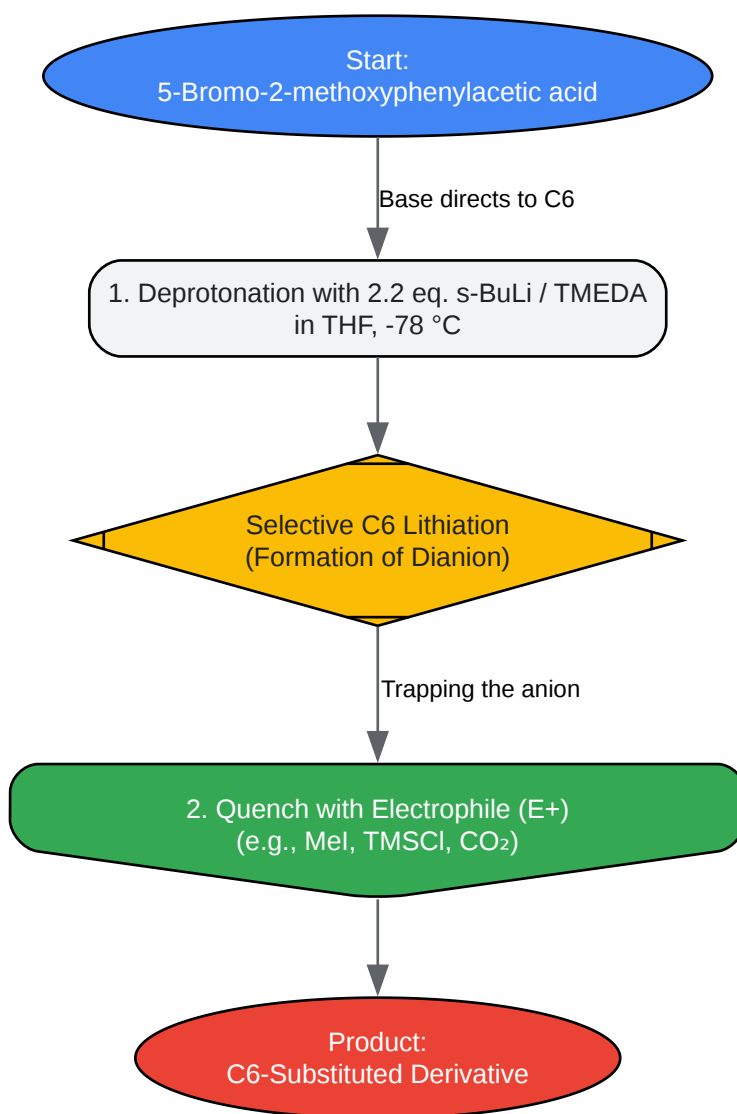 Start:
5-Bromo-2-methoxyphenylacetic acid
Base directs to C6
1. Deprotonation with 2.2 eq. s-BuLi / TMEDA
in THF, -78 °C
Selective C6 Lithiation
(Formation of Dianion)
Trapping the anion
2. Quench with Electrophile (E+)
(e.g., MeI, TMSCl, CO₂)
Product:
C6-Substituted Derivative